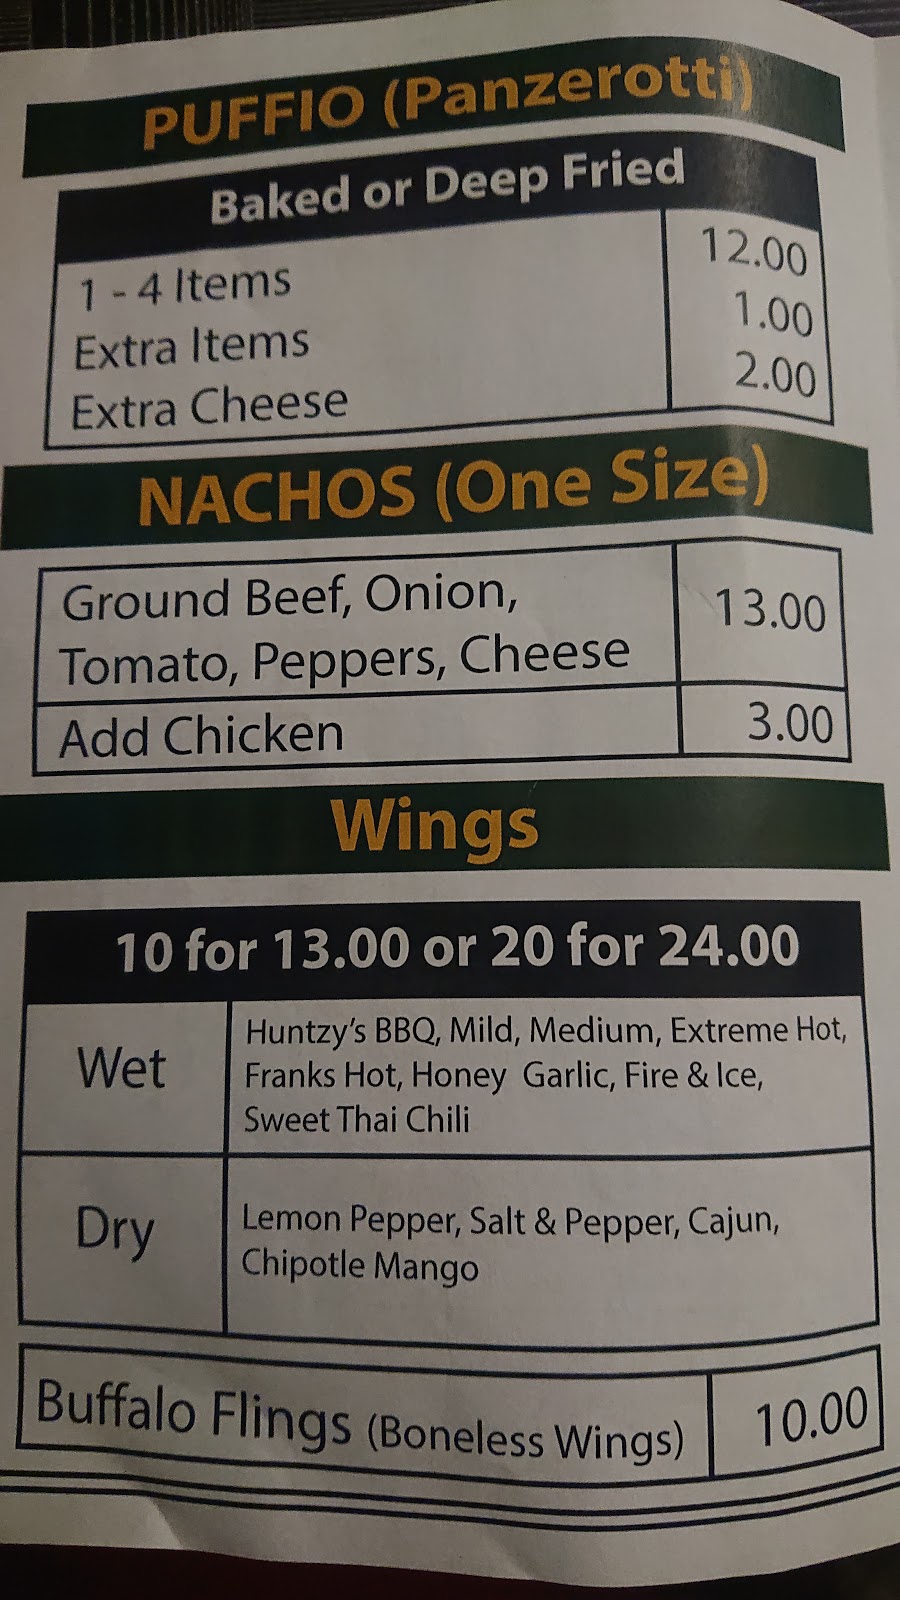 PUFFIO (Panzerotti)
Baked or Deep Fried
1 - 4 Items 12.00
Extra Items 1.00
Extra Cheese 2.00
NACHOS (One Size)
Ground Beef, Onion,
Tomato, Peppers, Cheese 13.00
Add Chicken 3.00
Wings
10 for 13.00 or 20 for 24.00
Wet
Huntzy's BBQ, Mild, Medium, Extreme Hot,
Franks Hot, Honey Garlic, Fire & Ice,
Sweet Thai Chili
Dry
Lemon Pepper, Salt & Pepper, Cajun,
Chipotle Mango
Buffalo Flings (Boneless Wings) 10.00